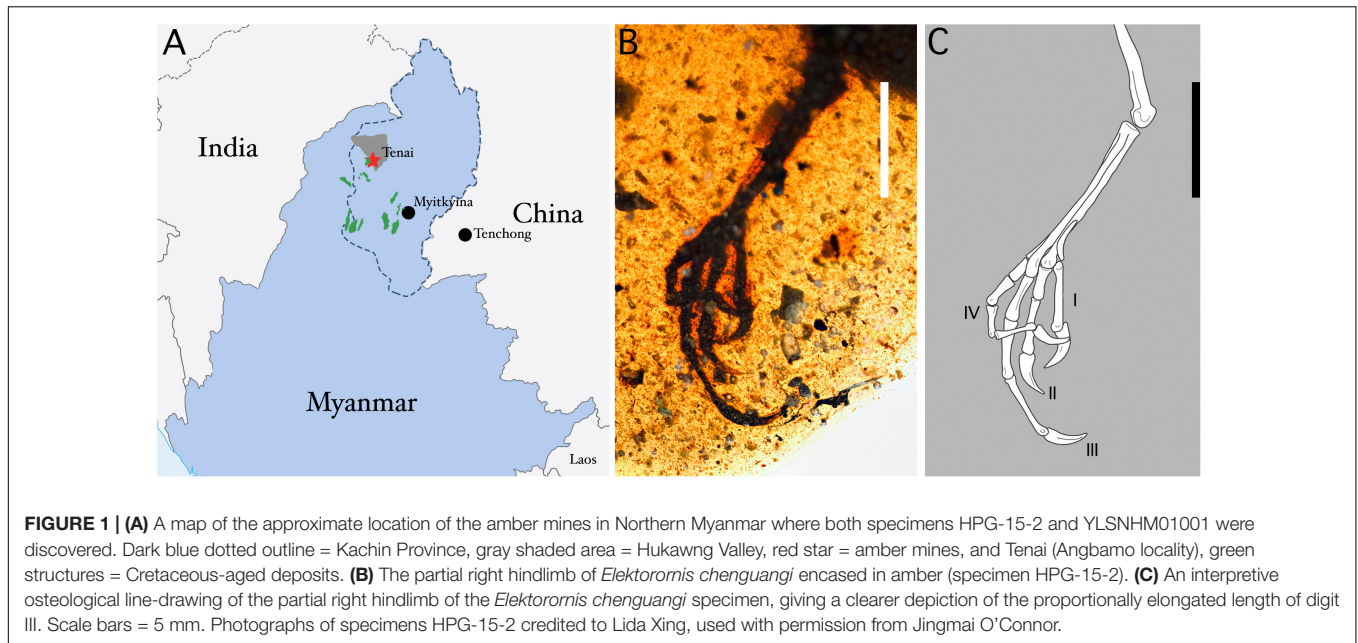 A
India
Tenai
Myitkyina
China
Tenchong
Myanmar
Laos
B
C
I
IV
II
III
FIGURE 1 | (A) A map of the approximate location of the amber mines in Northern Myanmar where both specimens HPG-15-2 and YLSNHM01001 were
discovered. Dark blue dotted outline = Kachin Province, gray shaded area = Hukawng Valley, red star = amber mines, and Tenai (Angbamo locality), green
structures = Cretaceous-aged deposits. (B) The partial right hindlimb of Elektorornis chenguangi encased in amber (specimen HPG-15-2). (C) An interpretive
osteological line-drawing of the partial right hindlimb of the Elektorornis chenguangi specimen, giving a clearer depiction of the proportionally elongated length of digit
III. Scale bars = 5 mm. Photographs of specimens HPG-15-2 credited to Lida Xing, used with permission from Jingmai O’Connor.